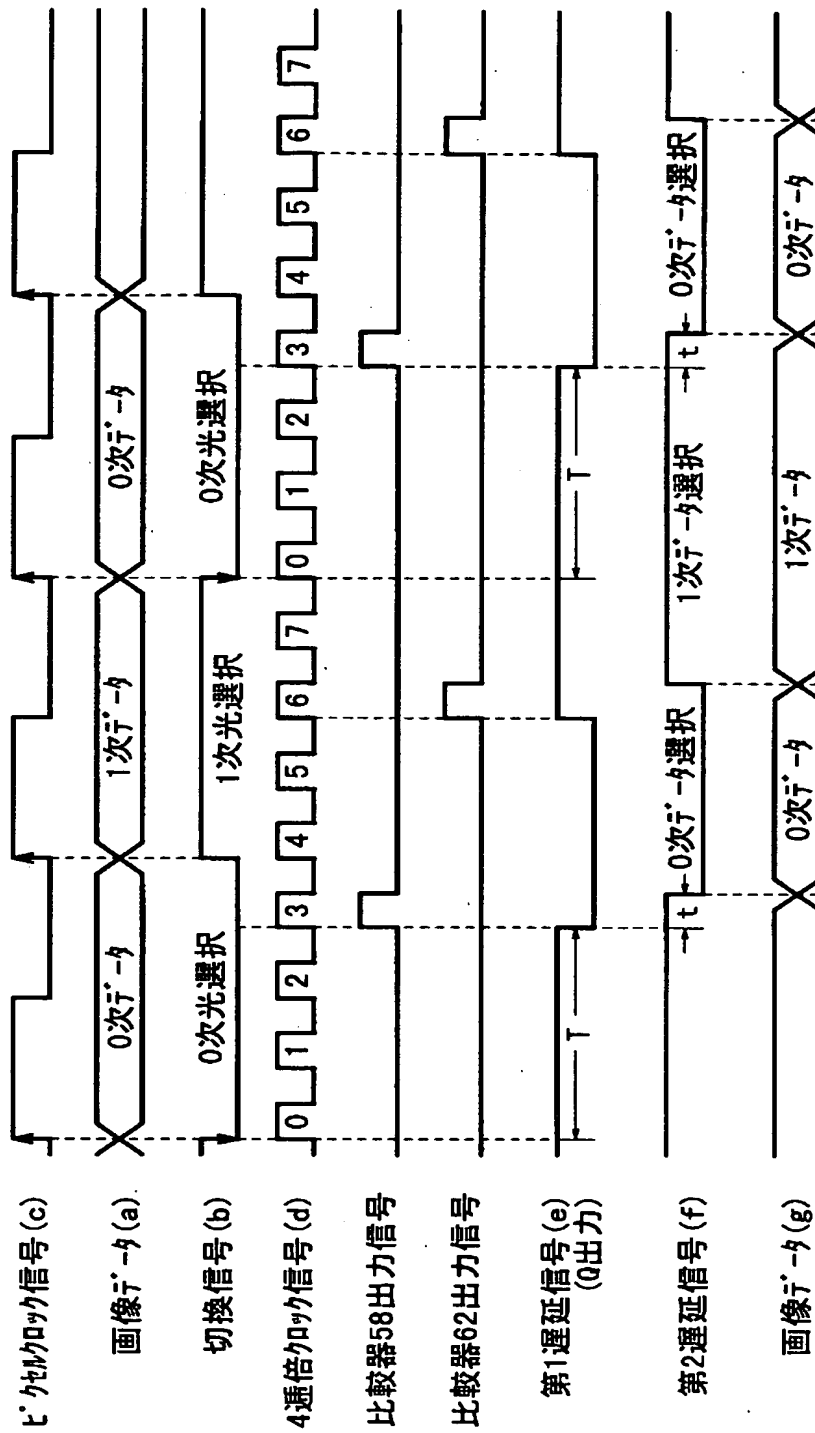 ピクセルクロック信号(c)
画像データ(a)
0次データ
1次データ
0次データ
切換信号(b)
0次光選択
1次光選択
0次光選択
4逓倍クロック信号(d)
0 1 2 3 4 5 6 7 0 1 2 3 4 5 6 7
比較器58出力信号
比較器62出力信号
第1遅延信号(e)
(Q出力)
T
T
第2遅延信号(f)
t
0次データ選択
1次データ選択
t
0次データ選択
画像データ(g)
0次データ
1次データ
0次データ